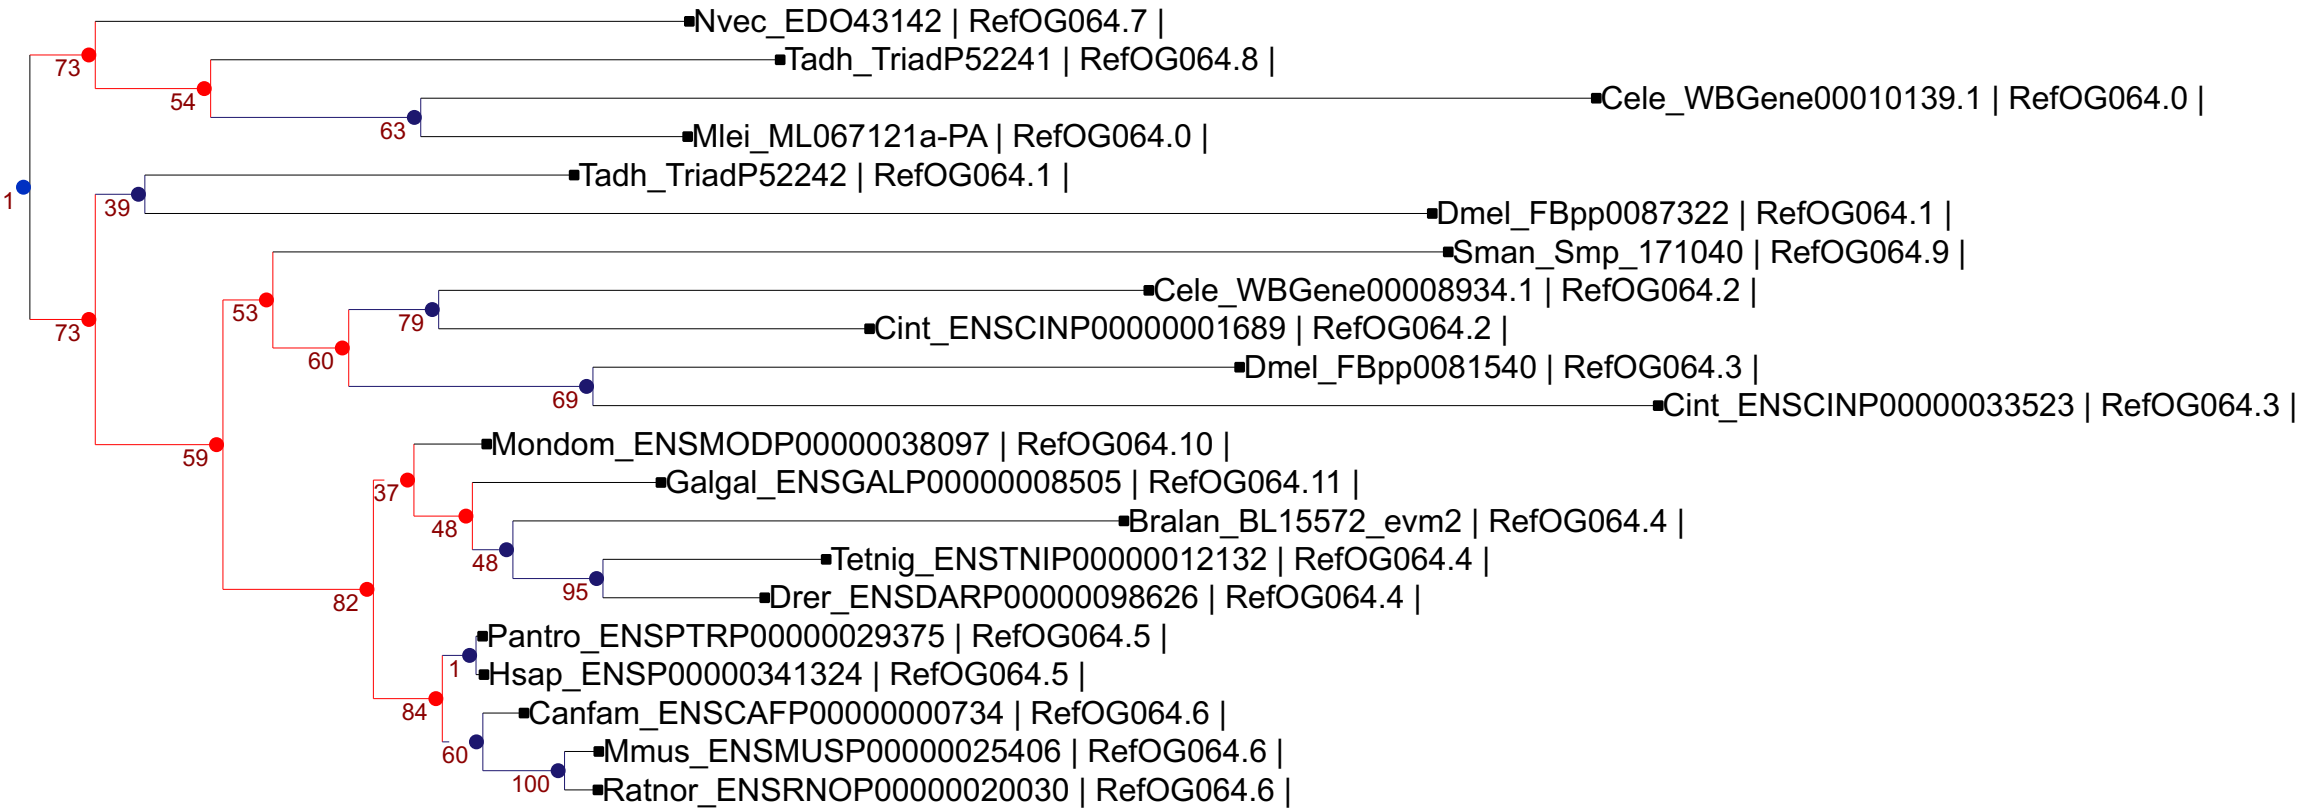 Nvec_EDO43142 | RefOG064.7 |
73
Tadh_TriadP52241 | RefOG064.8 |
54
Cele_WBGene00010139.1 | RefOG064.0 |
63
Mlei_ML067121a-PA | RefOG064.0 |
Tadh_TriadP52242 | RefOG064.1 |
1
39
Dmel_FBpp0087322 | RefOG064.1 |
Sman_Smp_171040 | RefOG064.9 |
Cele_WBGene00008934.1 | RefOG064.2 |
53
79
Cint_ENSCINP00000001689 | RefOG064.2 |
73
60
Dmel_FBpp0081540 | RefOG064.3 |
69
Cint_ENSCINP00000033523 | RefOG064.3 |
Mondom_ENSMODP00000038097 | RefOG064.10 |
59
Galgal_ENSGALP00000008505 | RefOG064.11 |
37
Bralan_BL15572_evm2 | RefOG064.4 |
48
Tetnig_ENSTNIP00000012132 | RefOG064.4 |
48
95
Drer_ENSDARP00000098626 | RefOG064.4 |
82
Pantro_ENSPTRP00000029375 | RefOG064.5 |
1
Hsap_ENSP00000341324 | RefOG064.5 |
84
Canfam_ENSCAFP00000000734 | RefOG064.6 |
60
Mmus_ENSMUSP00000025406 | RefOG064.6 |
100
Ratnor_ENSRNOP00000020030 | RefOG064.6 |